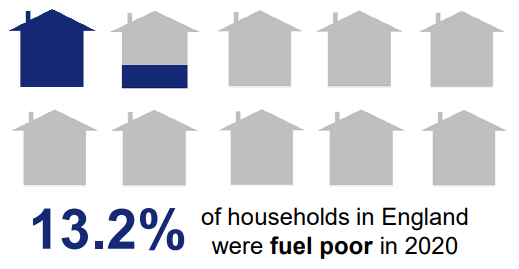 13.2% of households in England
were fuel poor in 2020